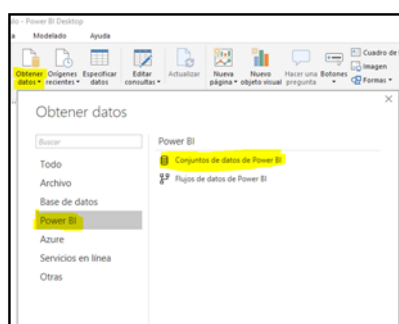 lo - Power BI Desktop
a Modelado Ayuda
Obtener datos Orígenes recientes Especificar datos Editar consultas Actualizar Nueva página Nuevo objeto visual Hacer una pregunta Botones Cuadro de
Imagen
Formas
Obtener datos
Buscar
Power BI
Todo
Conjuntos de datos de Power BI
Archivo
Flujos de datos de Power BI
Base de datos
Power BI
Azure
Servicios en línea
Otras